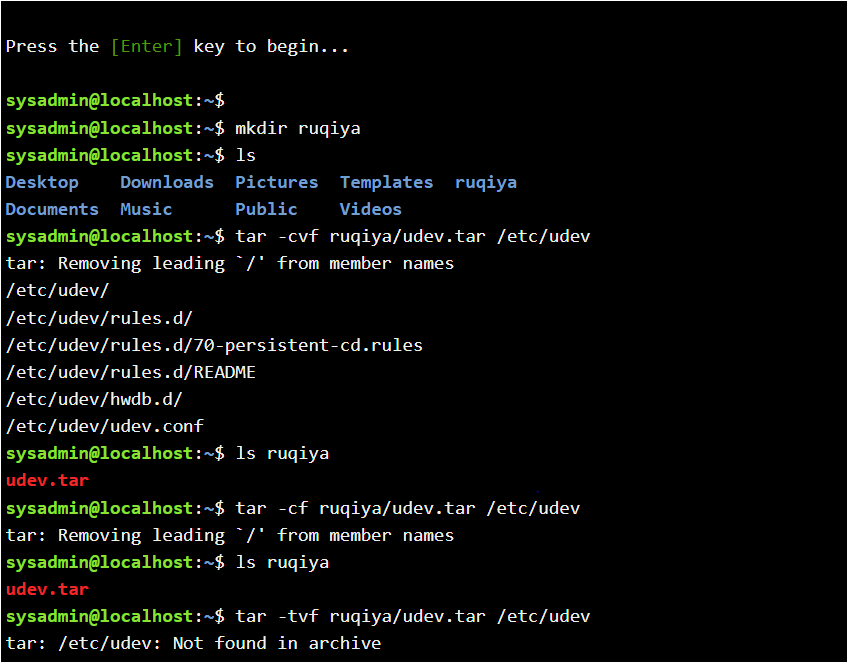 Press the [Enter] key to begin...
sysadmin@localhost:~$
sysadmin@localhost:~$ mkdir ruqiya
sysadmin@localhost:~$ ls
Desktop    Downloads  Pictures  Templates  ruqiya
Documents  Music      Public    Videos
sysadmin@localhost:~$ tar -cvf ruqiya/udev.tar /etc/udev
tar: Removing leading `/' from member names
/etc/udev/
/etc/udev/rules.d/
/etc/udev/rules.d/70-persistent-cd.rules
/etc/udev/rules.d/README
/etc/udev/hwdb.d/
/etc/udev/udev.conf
sysadmin@localhost:~$ ls ruqiya
udev.tar
sysadmin@localhost:~$ tar -cf ruqiya/udev.tar /etc/udev
tar: Removing leading `/' from member names
sysadmin@localhost:~$ ls ruqiya
udev.tar
sysadmin@localhost:~$ tar -tvf ruqiya/udev.tar /etc/udev
tar: /etc/udev: Not found in archive